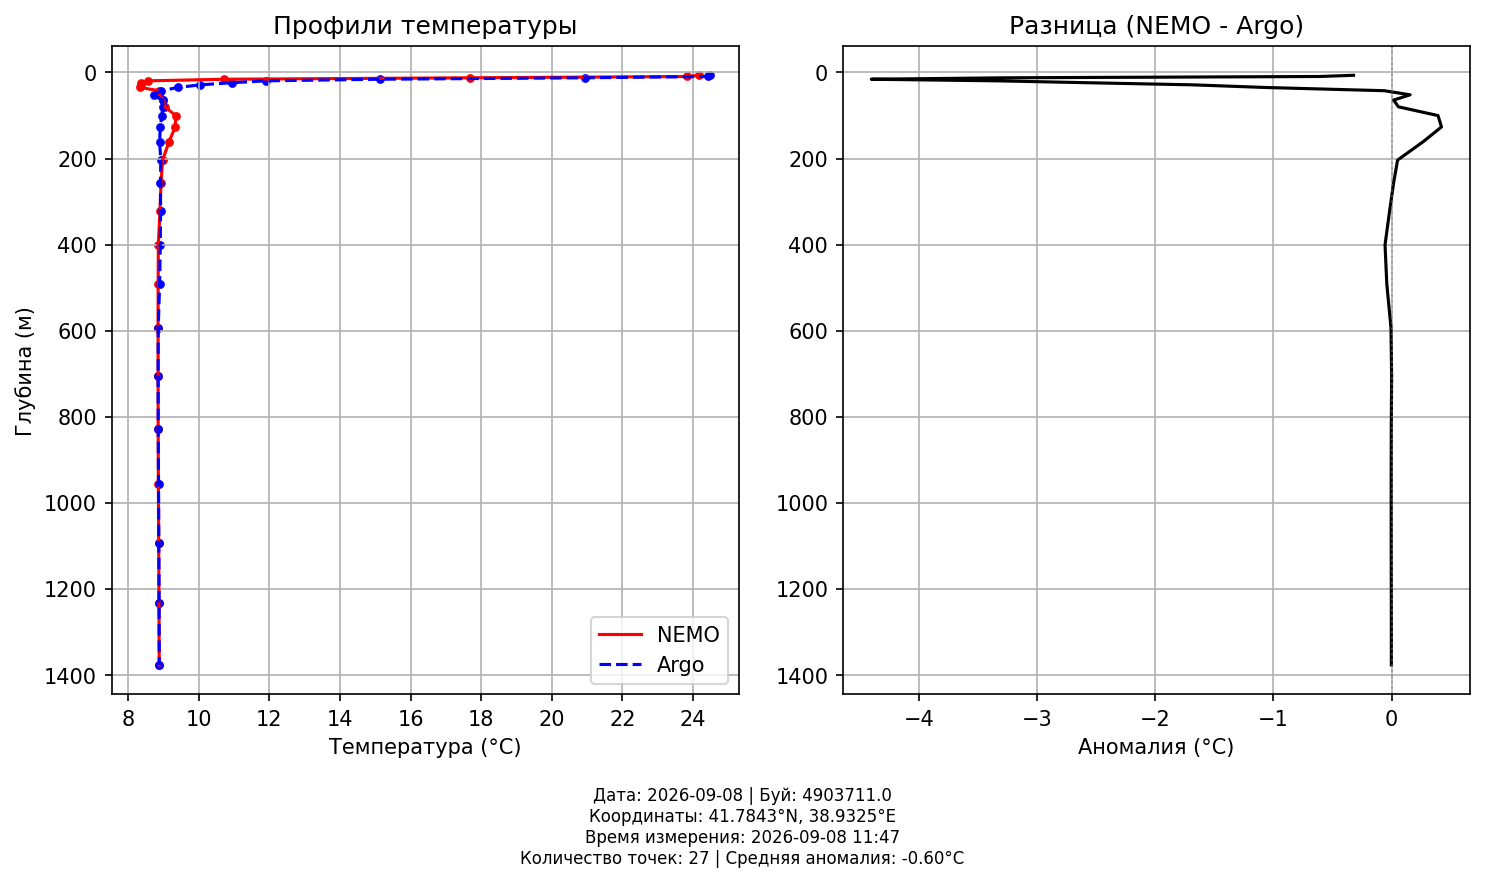 Профили температуры
Разница (NEMO - Argo)
Глубина (м)
0
200
400
600
800
1000
1200
1400
8 10 12 14 16 18 20 22 24
Температура (°C)
NEMO
Argo
0
200
400
600
800
1000
1200
1400
−4 −3 −2 −1 0
Аномалия (°C)
Дата: 2026-09-08 | Буй: 4903711.0
Координаты: 41.7843°N, 38.9325°E
Время измерения: 2026-09-08 11:47
Количество точек: 27 | Средняя аномалия: -0.60°C